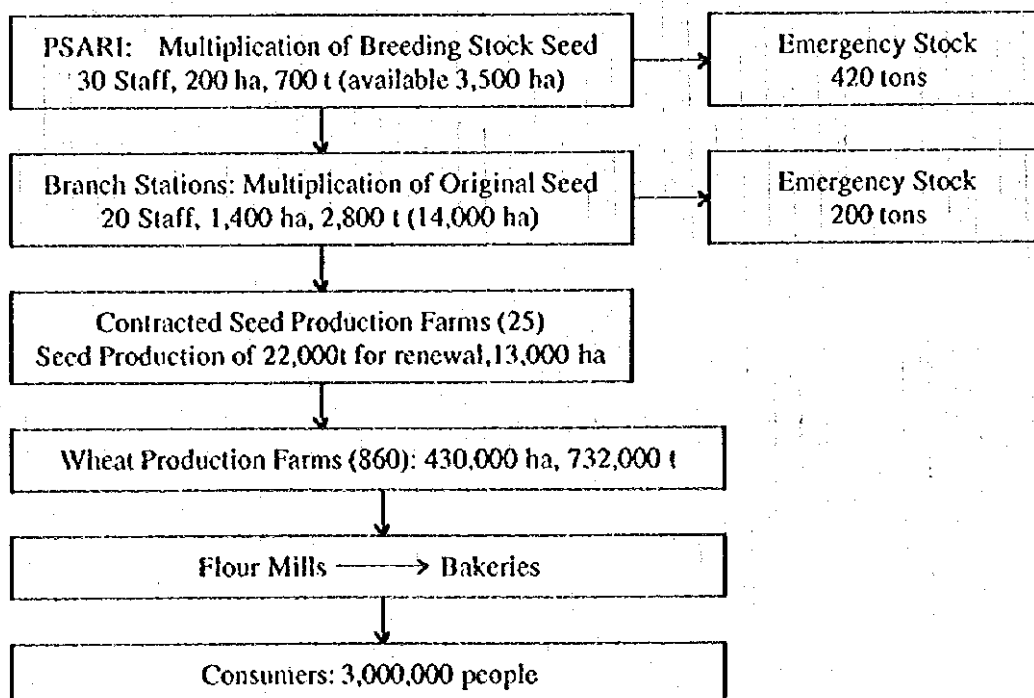 PSARI: Multiplication of Breeding Stock Seed
30 Staff, 200 ha, 700 t (available 3,500 ha)
Emergency Stock
420 tons
Branch Stations: Multiplication of Original Seed
20 Staff, 1,400 ha, 2,800 t (14,000 ha)
Emergency Stock
200 tons
Contracted Seed Production Farms (25)
Seed Production of 22,000t for renewal,13,000 ha
Wheat Production Farms (860): 430,000 ha, 732,000 t
Flour Mills → Bakeries
Consumers: 3,000,000 people